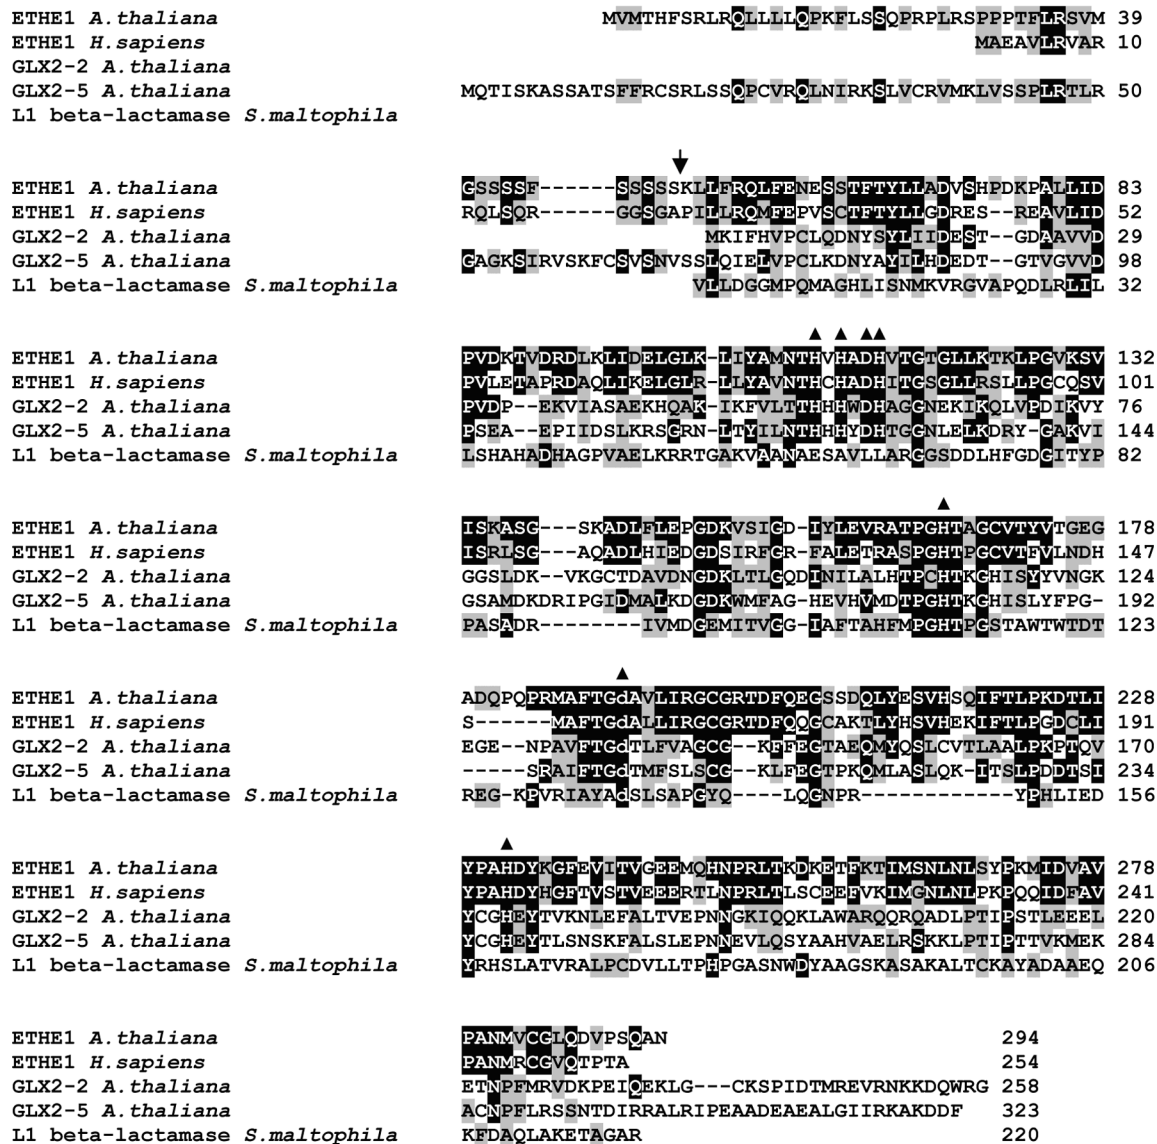 ETHE1 A.thaliana MVMTHFSRLRQLLLLQPKFLSSQPRPLRSPPPTFLRSVM 39
ETHE1 H.sapiens MAEAVLRVAR 10
GLX2-2 A.thaliana
GLX2-5 A.thaliana MQTISKASSATSFFRCSRLSSQPCVRQLNIRKSLVCRVMKLVSSPLRTLR 50
L1 beta-lactamase S.maltophila
ETHE1 A.thaliana GSSSSF------SSSSSKLLFRQLFENESSTFTYLLADVSHPDKPALLID 83
ETHE1 H.sapiens RQLSQR------GGSGAPILLRQMFEPVSCTFTYLLGDRES--REAVLID 52
GLX2-2 A.thaliana MKIFHVPCLQDNYSYLIIDEST--GDAAVVD 29
GLX2-5 A.thaliana GAGKSIRVSKFCSVSNVSSLQIELVPCLKDNYAYILHDEDT--GTVGVVD 98
L1 beta-lactamase S.maltophila VLLDGGMPQMAGHLISNMKVRGVAPQDLRLIL 32
ETHE1 A.thaliana PVDKTVDRDLKLIDELGLK-LIYAMNTHVHADHVTGTGLLKTKLPGVKSV 132
ETHE1 H.sapiens PVLETAPRDAQLIKELGLR-LLYAVNTHCHADHITGSGLLRSLLPGCQSV 101
GLX2-2 A.thaliana PVDP--EKVIASAEKHQAK-IKFVLTTHHHWDHAGGNEKIKQLVPDIKVY 76
GLX2-5 A.thaliana PSEA--EPIIDSLKRSGRN-LTYILNTHHHYDHTGGNLELKDRY-GAKVI 144
L1 beta-lactamase S.maltophila LSHAHADHAGPVAELKRRTGAKVAANAESAVLLARGGSDDLHFGDGITYP 82
ETHE1 A.thaliana ISKASG---SKADLFLEPGDKVSIGD-IYLEVRATPGHTAGCVTYVTGEG 178
ETHE1 H.sapiens ISRLSG---AQADLHIEDGDSIRFGR-FALETRASPGHTPGCVTFVLNDH 147
GLX2-2 A.thaliana GGSLDK--VKGCTDAVDNGDKLTLGQDINILALHTPCHTKGHISYYVNGK 124
GLX2-5 A.thaliana GSAMDKDRIPGIDMALKDGDKWMFAG-HEVHVMDTPGHTKGHISLYFPG- 192
L1 beta-lactamase S.maltophila PASADR---------IVMDGEMITVGG-IAFTAHFMPGHTPGSTAWTWTDT 123
ETHE1 A.thaliana ADQPQPRMAFTGdAVLIRGCGRTDFQEGSSDQLYESVHSQIFTLPKDTLI 228
ETHE1 H.sapiens S------MAFTGdALLIRGCGRTDFQQGCAKTLYHSVHEKIFTLPGDCLI 191
GLX2-2 A.thaliana EGE--NPAVFTGdTLFVAGCG--KFFEGTAEQMYQSLCVTLAALPKPTQV 170
GLX2-5 A.thaliana -----SRAIFTGdTMFSLSCG--KLFEGTPKQMLASLQK-ITSLPDDTSI 234
L1 beta-lactamase S.maltophila REG-KPVRIAYADSLSAPGYQ----LQGNPR------------YPHLIED 156
ETHE1 A.thaliana YPAHDYKGFEVITVGEEMQHNPRLTKDKETFKTIMSNLNLSYPKMIDVAV 278
ETHE1 H.sapiens YPAHDYHGFTVSTVEEERTLNPRLTLSCEEFVKIMGNLNLPKPQQIDFAV 241
GLX2-2 A.thaliana YCGHEYTVKNLEFALTVEPNNGKIQQKLAWARQQRQADLPTIPSTLEEEL 220
GLX2-5 A.thaliana YCGHEYTLSNSKFALSLEPNNEVLQSYAAHVAELRSKKLPTIPTTVKMEK 284
L1 beta-lactamase S.maltophila YRHSLATVRALPCDVLLTPHPGASNWDYAAGSKASAKALTCKAYADAAEQ 206
ETHE1 A.thaliana PANMVCGLQDVPSQAN 294
ETHE1 H.sapiens PANMRCGVQTPTA 254
GLX2-2 A.thaliana ETNPFMRVDKPEIQEKLG---CKSPIDTMREVRNKKDQWRG 258
GLX2-5 A.thaliana ACNPFLRSSNTDIRRALRIPEAADEAEALGIIRKAKDDF 323
L1 beta-lactamase S.maltophila KFDAQLAKETAGAR 220